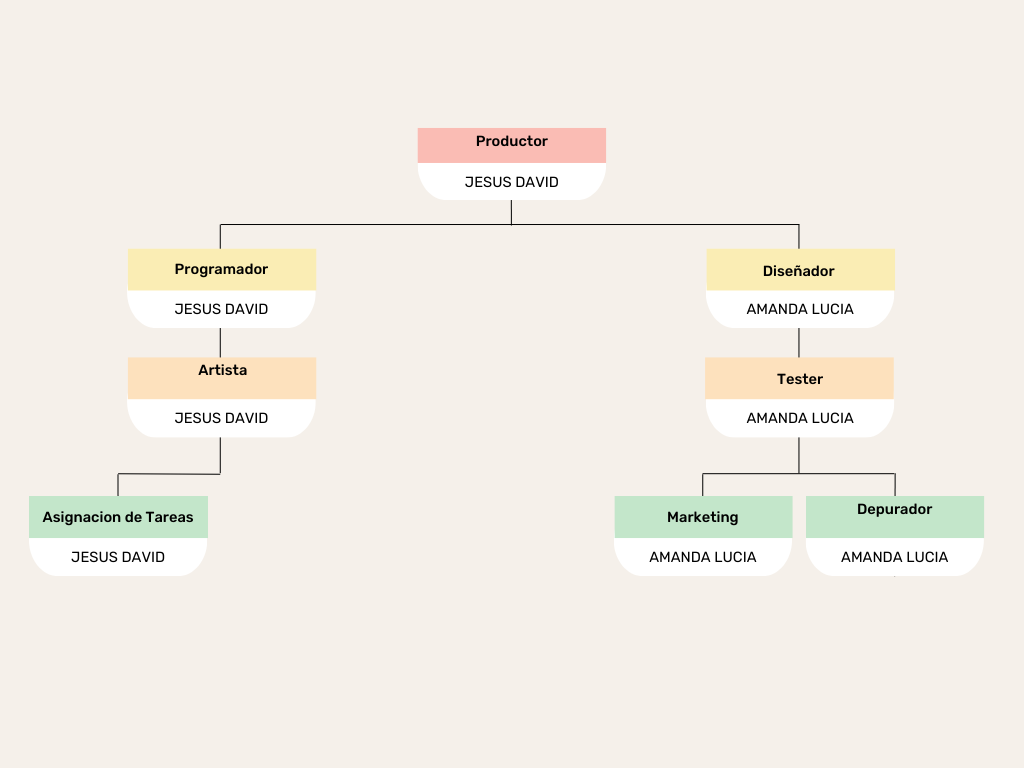 Productor
JESUS DAVID
Programador
JESUS DAVID
Diseñador
AMANDA LUCIA
Artista
JESUS DAVID
Tester
AMANDA LUCIA
Asignacion de Tareas
JESUS DAVID
Marketing
AMANDA LUCIA
Depurador
AMANDA LUCIA